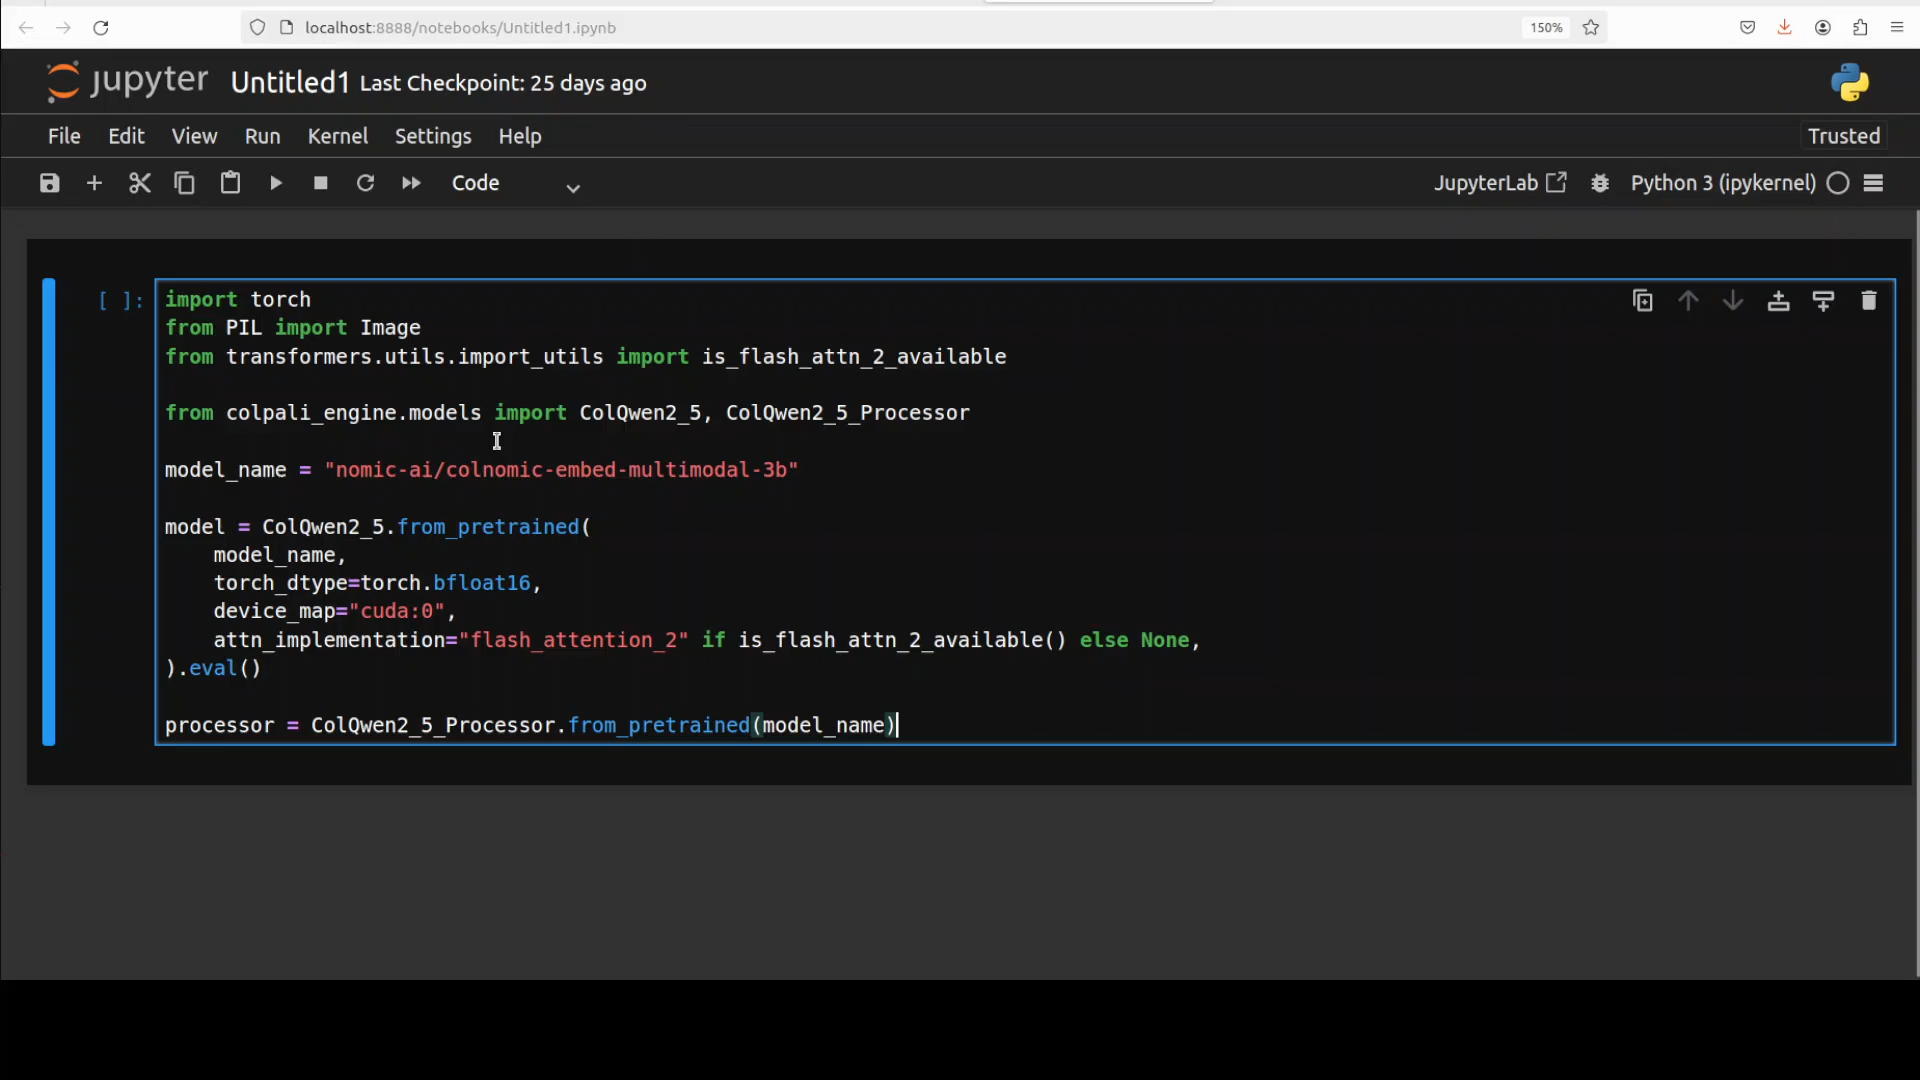 localhost:8888/notebooks/Untitled1.ipynb
150%
jupyter Untitled1 Last Checkpoint: 25 days ago
File Edit View Run Kernel Settings Help
Trusted
Code
JupyterLab
Python 3 (ipykernel)
[ ]:
import torch
from PIL import Image
from transformers.utils.import_utils import is_flash_attn_2_available
from colpali_engine.models import ColQwen2_5, ColQwen2_5_Processor
model_name = "nomic-ai/colnomic-embed-multimodal-3b"
model = ColQwen2_5.from_pretrained(
    model_name,
    torch_dtype=torch.bfloat16,
    device_map="cuda:0",
    attn_implementation="flash_attention_2" if is_flash_attn_2_available() else None,
).eval()
processor = ColQwen2_5_Processor.from_pretrained(model_name)